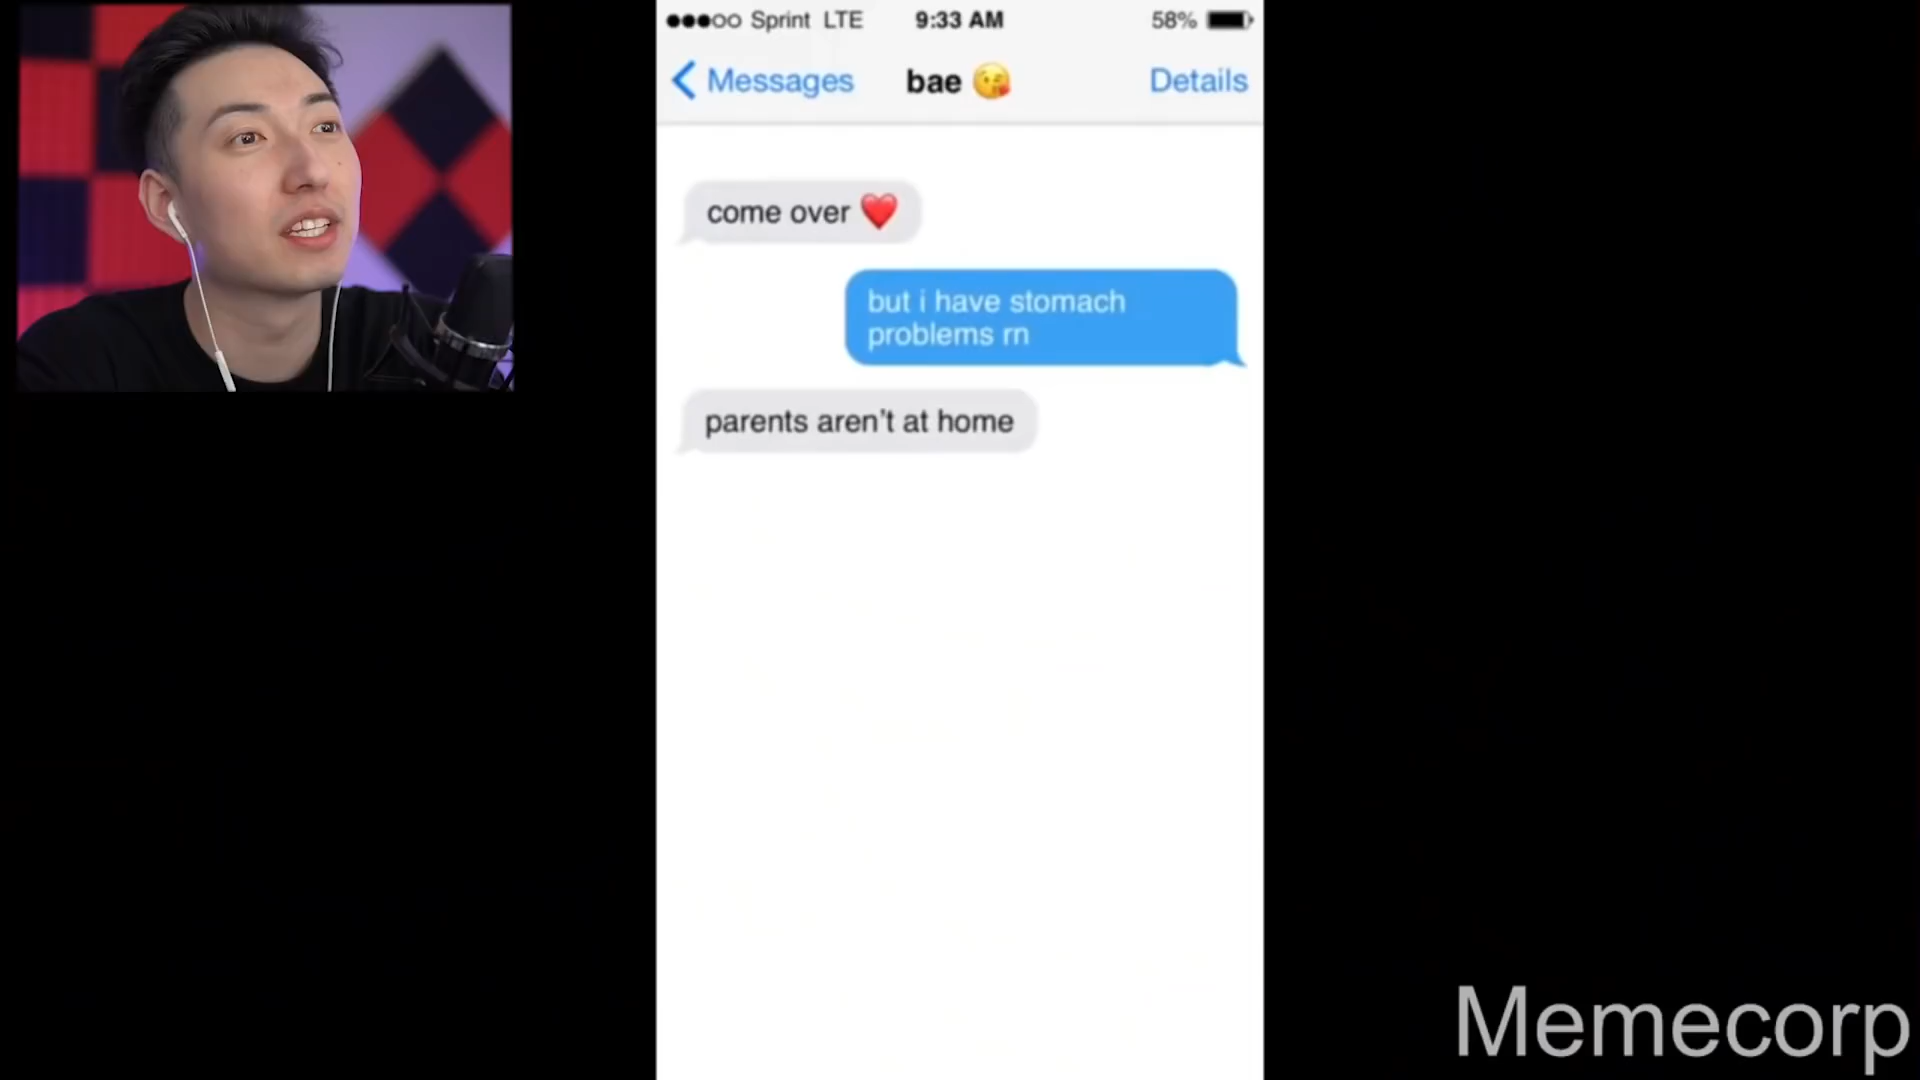 Sprint LTE 9:33 AM 58%
Messages bae 😘 Details
come over ❤️
but i have stomach
problems rn
parents aren't at home
Memecorp